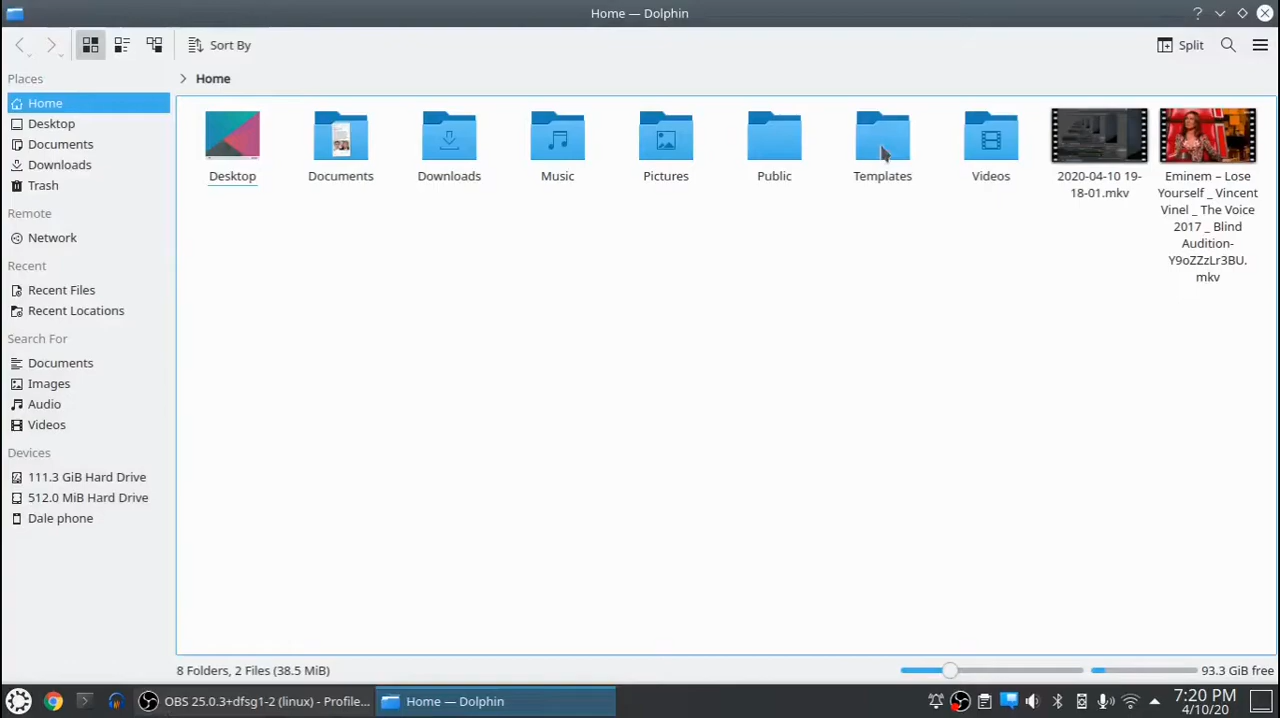 Home — Dolphin
Sort By
Split
Places
Home
Home
Desktop
Documents
Downloads
Trash
Remote
Network
Recent
Recent Files
Recent Locations
Search For
Documents
Images
Audio
Videos
Devices
111.3 GiB Hard Drive
512.0 MiB Hard Drive
Dale phone
Desktop
Documents
Downloads
Music
Pictures
Public
Templates
Videos
2020-04-10 19-
18-01.mkv
Eminem – Lose
Yourself _ Vincent
Vinel _ The Voice
2017 _ Blind
Audition-
Y9oZZzLr3BU.
mkv
8 Folders, 2 Files (38.5 MiB)
93.3 GiB free
OBS 25.0.3+dfsg1-2 (linux) - Profile...
Home — Dolphin
7:20 PM
4/10/20